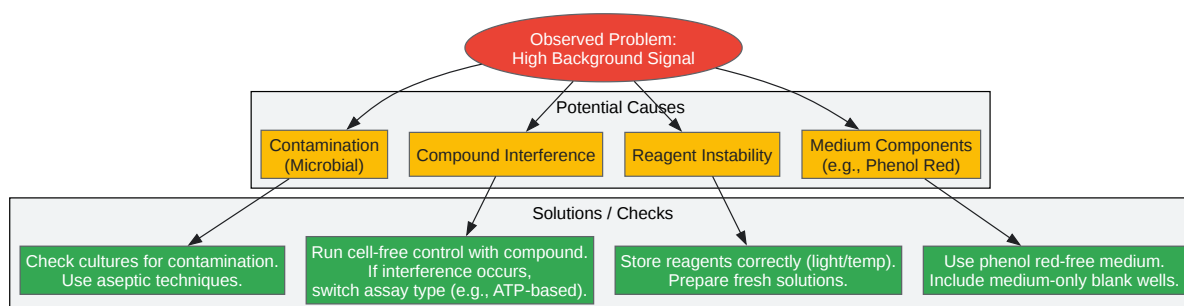 Observed Problem:
High Background Signal
Potential Causes
Contamination
(Microbial)
Compound Interference
Reagent Instability
Medium Components
(e.g., Phenol Red)
Solutions / Checks
Check cultures for contamination.
Use aseptic techniques.
Run cell-free control with compound.
If interference occurs,
switch assay type (e.g., ATP-based).
Store reagents correctly (light/temp).
Prepare fresh solutions.
Use phenol red-free medium.
Include medium-only blank wells.